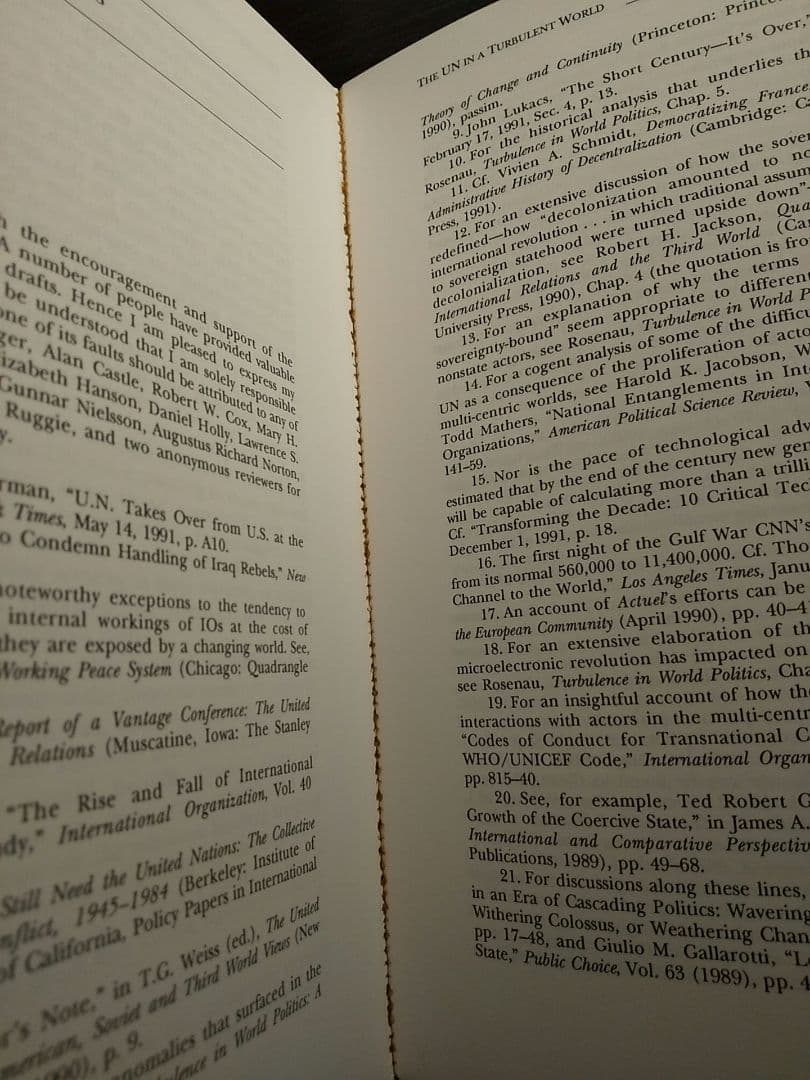 h the encouragement and support of the
A number of people have provided valuable
drafts. Hence I am pleased to express my
be understood that I am solely responsible
one of its faults should be attributed to any of
ger, Alan Castle, Robert W. Cox, Mary H.
izabeth Hanson, Daniel Holly, Lawrence S.
Gunnar Nielsson, Augustus Richard Norton,
Ruggie, and two anonymous reviewers for
y.
rman, "U.N. Takes Over from U.S. at the
Times, May 14, 1991, p. A10.
o Condemn Handling of Iraq Rebels," New
noteworthy exceptions to the tendency to
internal workings of IOs at the cost of
they are exposed by a changing world. See,
Working Peace System (Chicago: Quadrangle
Report of a Vantage Conference: The United
Relations (Muscatine, Iowa: The Stanley
"The Rise and Fall of International
dy," International Organization, Vol. 40
Still Need the United Nations: The Collective
nflict, 1945–1984 (Berkeley: Institute of
of California, Policy Papers in International
r's Note," in T.G. Weiss (ed.), The United
merican, Soviet and Third World Views (New
90), p. 9.
nomalies that surfaced in the
ulence in World Politics: A
THE UN IN A TURBULENT WORLD
Theory of Change and Continuity (Princeton: Prince
1990), passim.
9. John Lukacs, "The Short Century—It's Over,"
February 17, 1991, Sec. 4, p. 13.
10. For the historical analysis that underlies th
Rosenau, Turbulence in World Politics, Chap. 5.
11. Cf. Vivien A. Schmidt, Democratizing France:
Administrative History of Decentralization (Cambridge: Ca
Press, 1991).
12. For an extensive discussion of how the sover
redefined—how "decolonization amounted to no
international revolution . . . in which traditional assum
to sovereign statehood were turned upside down"
decolonialization, see Robert H. Jackson, Qua
International Relations and the Third World (Ca
University Press, 1990), Chap. 4 (the quotation is fro
13. For an explanation of why the terms
sovereignty-bound" seem appropriate to different
nonstate actors, see Rosenau, Turbulence in World P
14. For a cogent analysis of some of the difficu
UN as a consequence of the proliferation of acto
multi-centric worlds, see Harold K. Jacobson, W
Todd Mathers, "National Entanglements in Inte
Organizations," American Political Science Review, V
141–59.
15. Nor is the pace of technological adv
estimated that by the end of the century new gen
will be capable of calculating more than a trilli
Cf. "Transforming the Decade: 10 Critical Tec
December 1, 1991, p. 18.
16. The first night of the Gulf War CNN's
from its normal 560,000 to 11,400,000. Cf. Tho
Channel to the World," Los Angeles Times, Janu
17. An account of Actuel's efforts can be
the European Community (April 1990), pp. 40–4
18. For an extensive elaboration of th
microelectronic revolution has impacted on
see Rosenau, Turbulence in World Politics, Cha
19. For an insightful account of how the
interactions with actors in the multi-centr
"Codes of Conduct for Transnational C
WHO/UNICEF Code," International Organ
pp. 815–40.
20. See, for example, Ted Robert G
Growth of the Coercive State," in James A.
International and Comparative Perspectiv
Publications, 1989), pp. 49–68.
21. For discussions along these lines,
in an Era of Cascading Politics: Wavering
Withering Colossus, or Weathering Chan
pp. 17–48, and Giulio M. Gallarotti, "L
State," Public Choice, Vol. 63 (1989), pp. 4